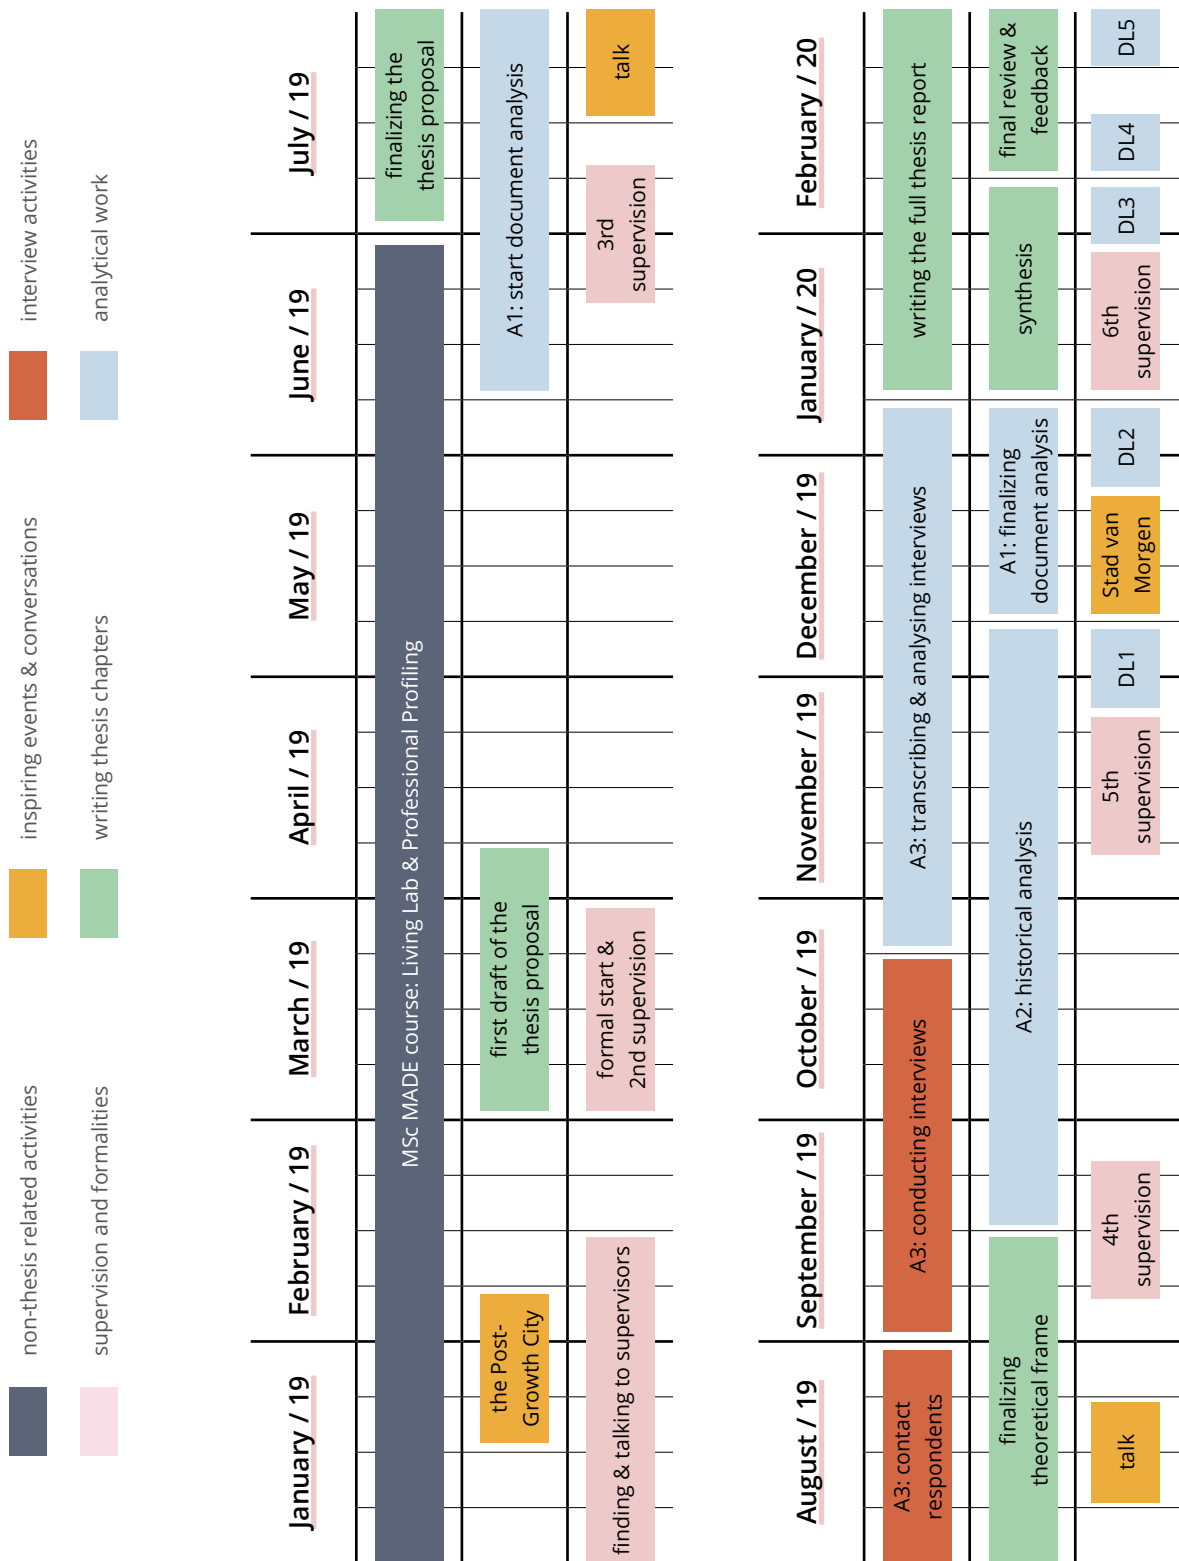 non-thesis related activities
inspiring events & conversations
interview activities
supervision and formalities
writing thesis chapters
analytical work
January / 19
February / 19
March / 19
April / 19
May / 19
June / 19
July / 19
MSc MADE course: Living Lab & Professional Profiling
finalizing the
thesis proposal
the Post-
Growth City
first draft of the
thesis proposal
A1: start document analysis
finding & talking to supervisors
formal start &
2nd supervision
3rd
supervision
talk
August / 19
September / 19
October / 19
November / 19
December / 19
January / 20
February / 20
A3: contact
respondents
A3: conducting interviews
A3: transcribing & analysing interviews
writing the full thesis report
finalizing
theoretical frame
A2: historical analysis
A1: finalizing
document analysis
synthesis
final review &
feedback
talk
4th
supervision
5th
supervision
DL1
Stad van
Morgen
DL2
6th
supervision
DL3
DL4
DL5